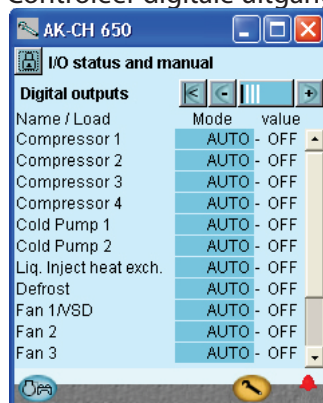 Controleer digitale uitgan
AK-CH 650
I/O status and manual
Digital outputs
Name / Load Mode value
Compressor 1 AUTO - OFF
Compressor 2 AUTO - OFF
Compressor 3 AUTO - OFF
Compressor 4 AUTO - OFF
Cold Pump 1 AUTO - OFF
Cold Pump 2 AUTO - OFF
Liq. Inject heat exch. AUTO - OFF
Defrost AUTO - OFF
Fan 1/VSD AUTO - OFF
Fan 2 AUTO - OFF
Fan 3 AUTO - OFF